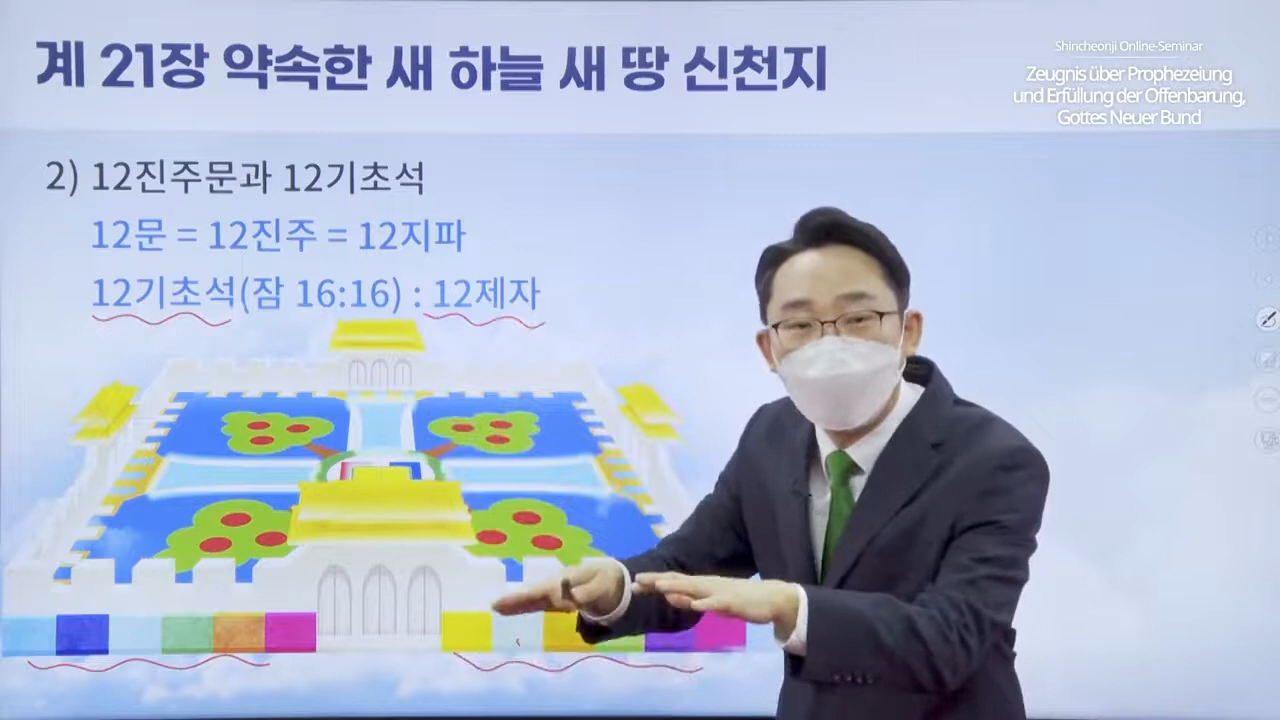 계 21장 약속한 새 하늘 새 땅 신천지
Shincheonji Online-Seminar
Zeugnis über Prophezeiung
und Erfüllung der Offenbarung,
Gottes Neuer Bund
2) 12진주문과 12기초석
12문 = 12진주 = 12지파
12기초석(잠 16:16) : 12제자